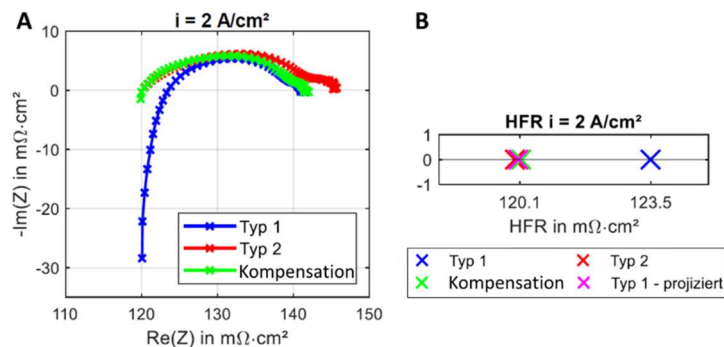 A
i = 2 A/cm²
10
0
-10
-20
-30
-Im(Z) in mΩ·cm²
Typ 1
Typ 2
Kompensation
110
120
130
140
150
Re(Z) in mΩ·cm²
B
HFR i = 2 A/cm²
1
0
-1
120.1
123.5
HFR in mΩ·cm²
Typ 1
Typ 2
Kompensation
Typ 1 - projiziert